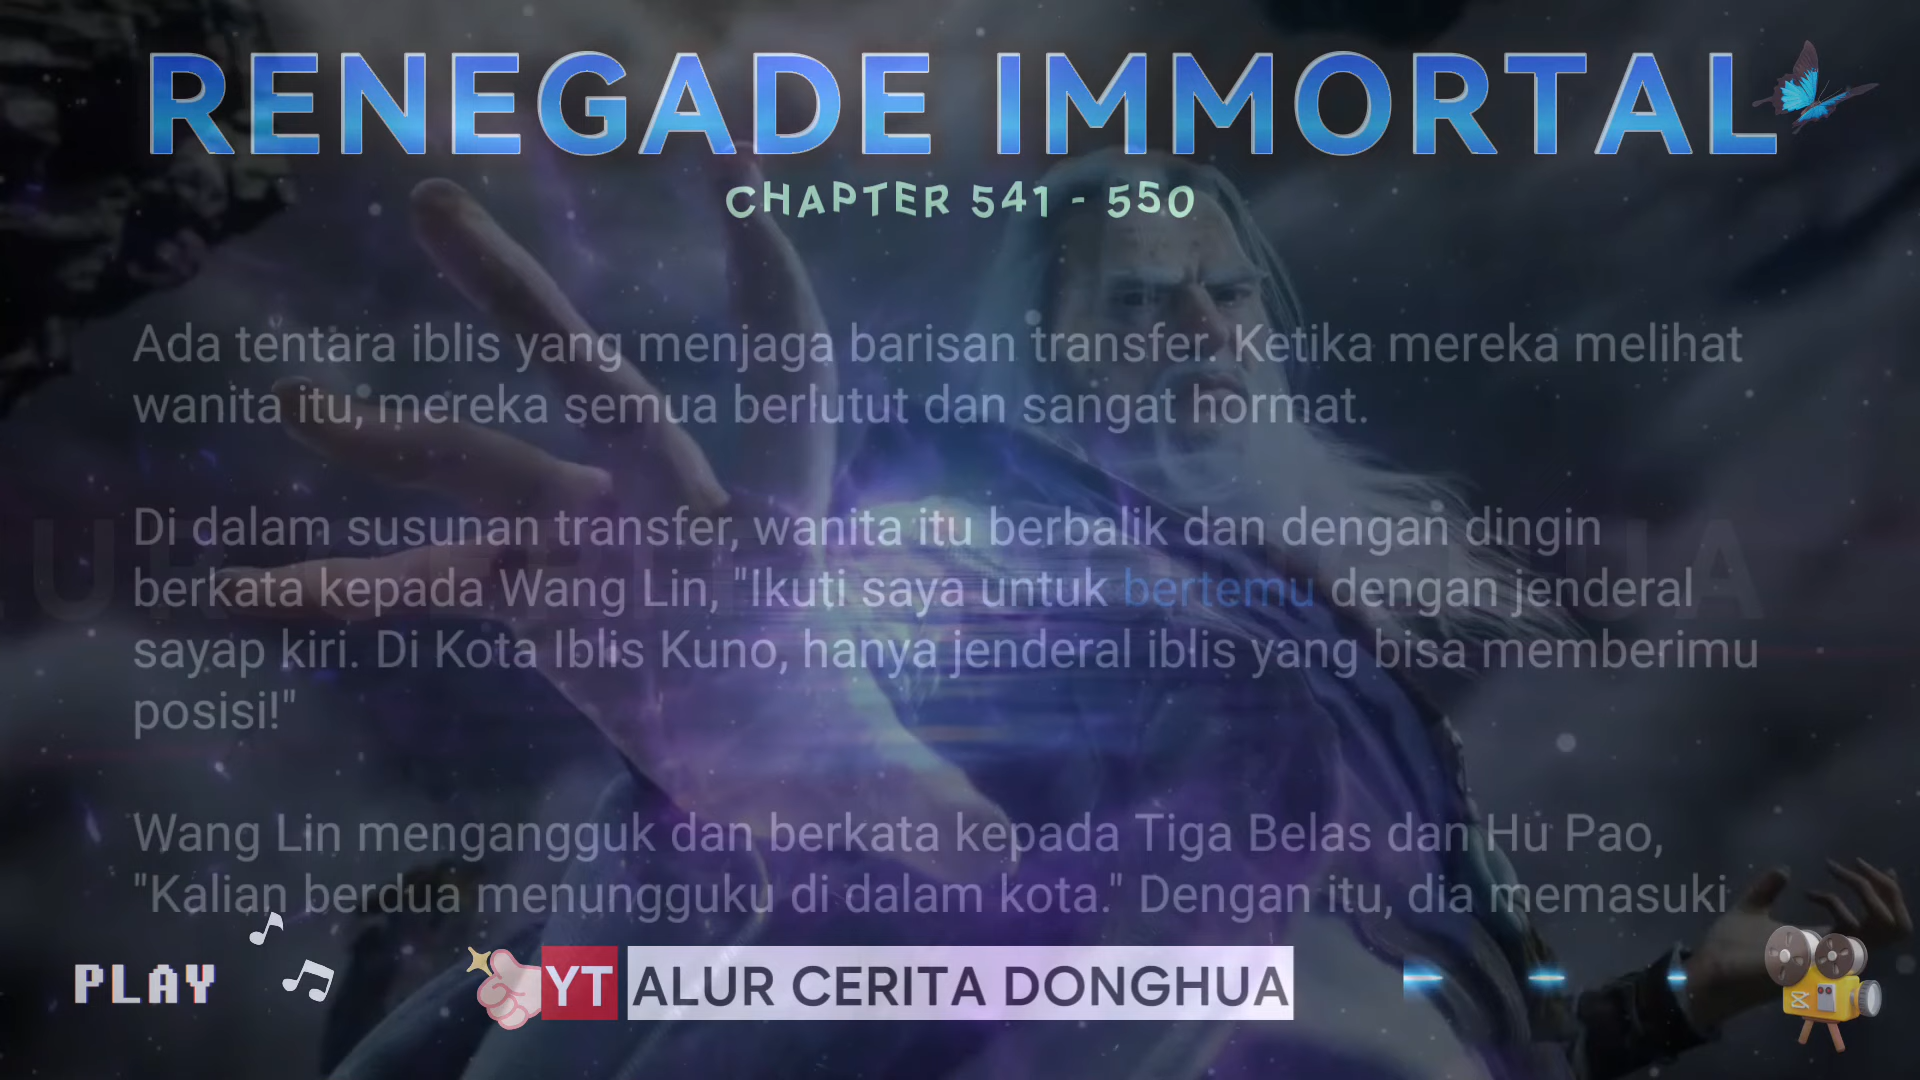 RENEGADE IMMORTAL
CHAPTER 541 - 550
Ada tentara iblis yang menjaga barisan transfer. Ketika mereka melihat
wanita itu, mereka semua berlutut dan sangat hormat.
Di dalam susunan transfer, wanita itu berbalik dan dengan dingin
berkata kepada Wang Lin, "Ikuti saya untuk bertemu dengan jenderal
sayap kiri. Di Kota Iblis Kuno, hanya jenderal iblis yang bisa memberimu
posisi!"
Wang Lin mengangguk dan berkata kepada Tiga Belas dan Hu Pao,
"Kalian berdua menungguku di dalam kota." Dengan itu, dia memasuki
PLAY
YT ALUR CERITA DONGHUA